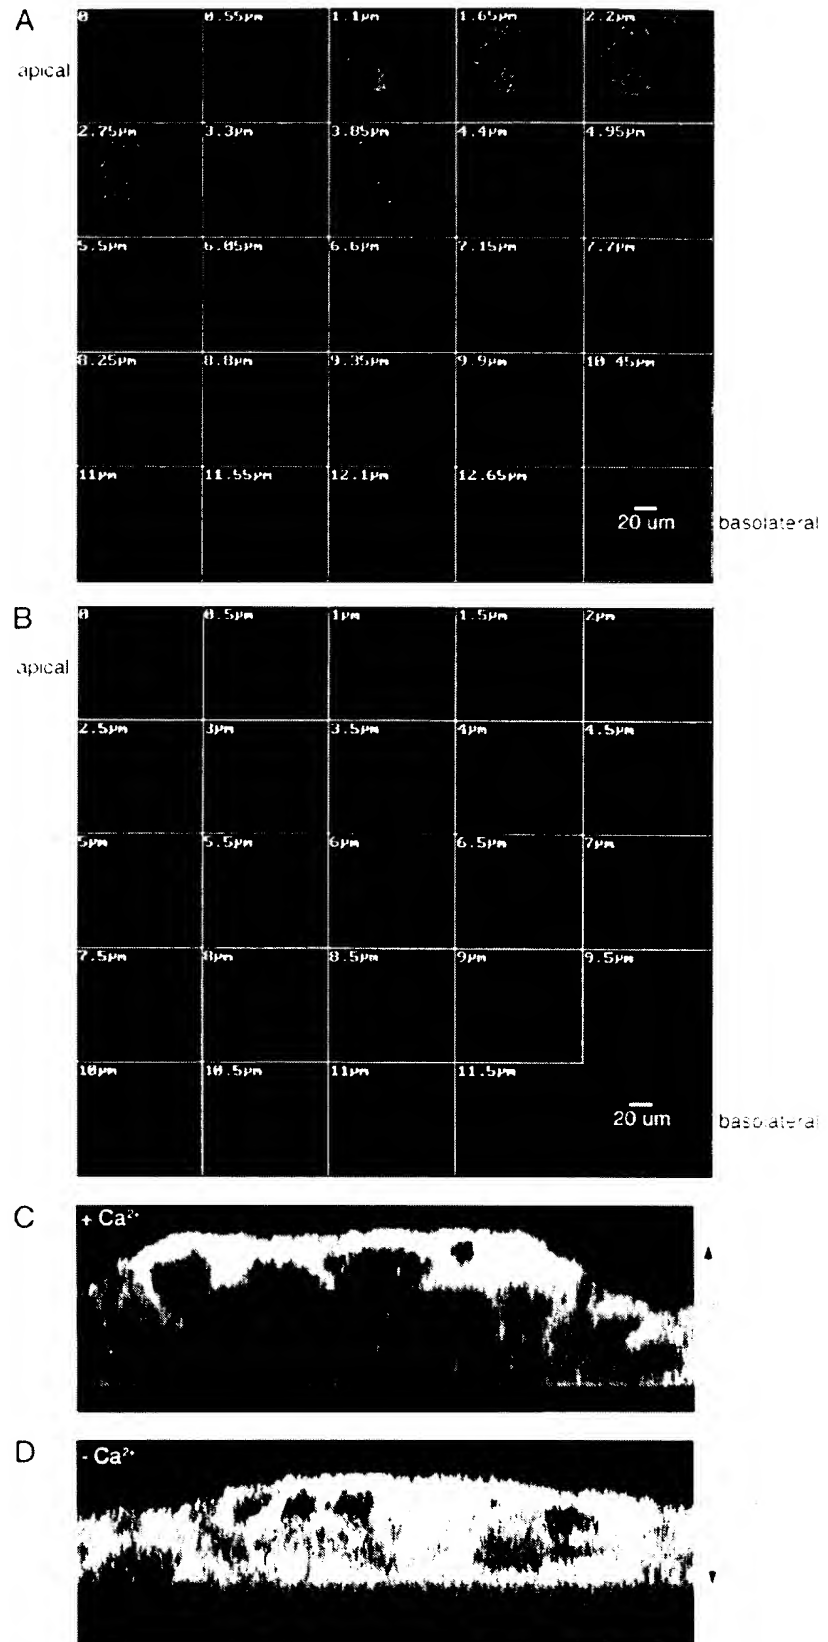 A
apical
0 0.55µm 1.1µm 1.65µm 2.2µm
2.75µm 3.3µm 3.85µm 4.4µm 4.95µm
5.5µm 6.05µm 6.6µm 7.15µm 7.7µm
8.25µm 8.8µm 9.35µm 9.9µm 10.45µm
11µm 11.55µm 12.1µm 12.65µm
20 um
basolateral
B
apical
0 0.5µm 1µm 1.5µm 2µm
2.5µm 3µm 3.5µm 4µm 4.5µm
5µm 5.5µm 6µm 6.5µm 7µm
7.5µm 8µm 8.5µm 9µm 9.5µm
10µm 10.5µm 11µm 11.5µm
20 um
basolateral
C
+ Ca²⁺
D
- Ca²⁺